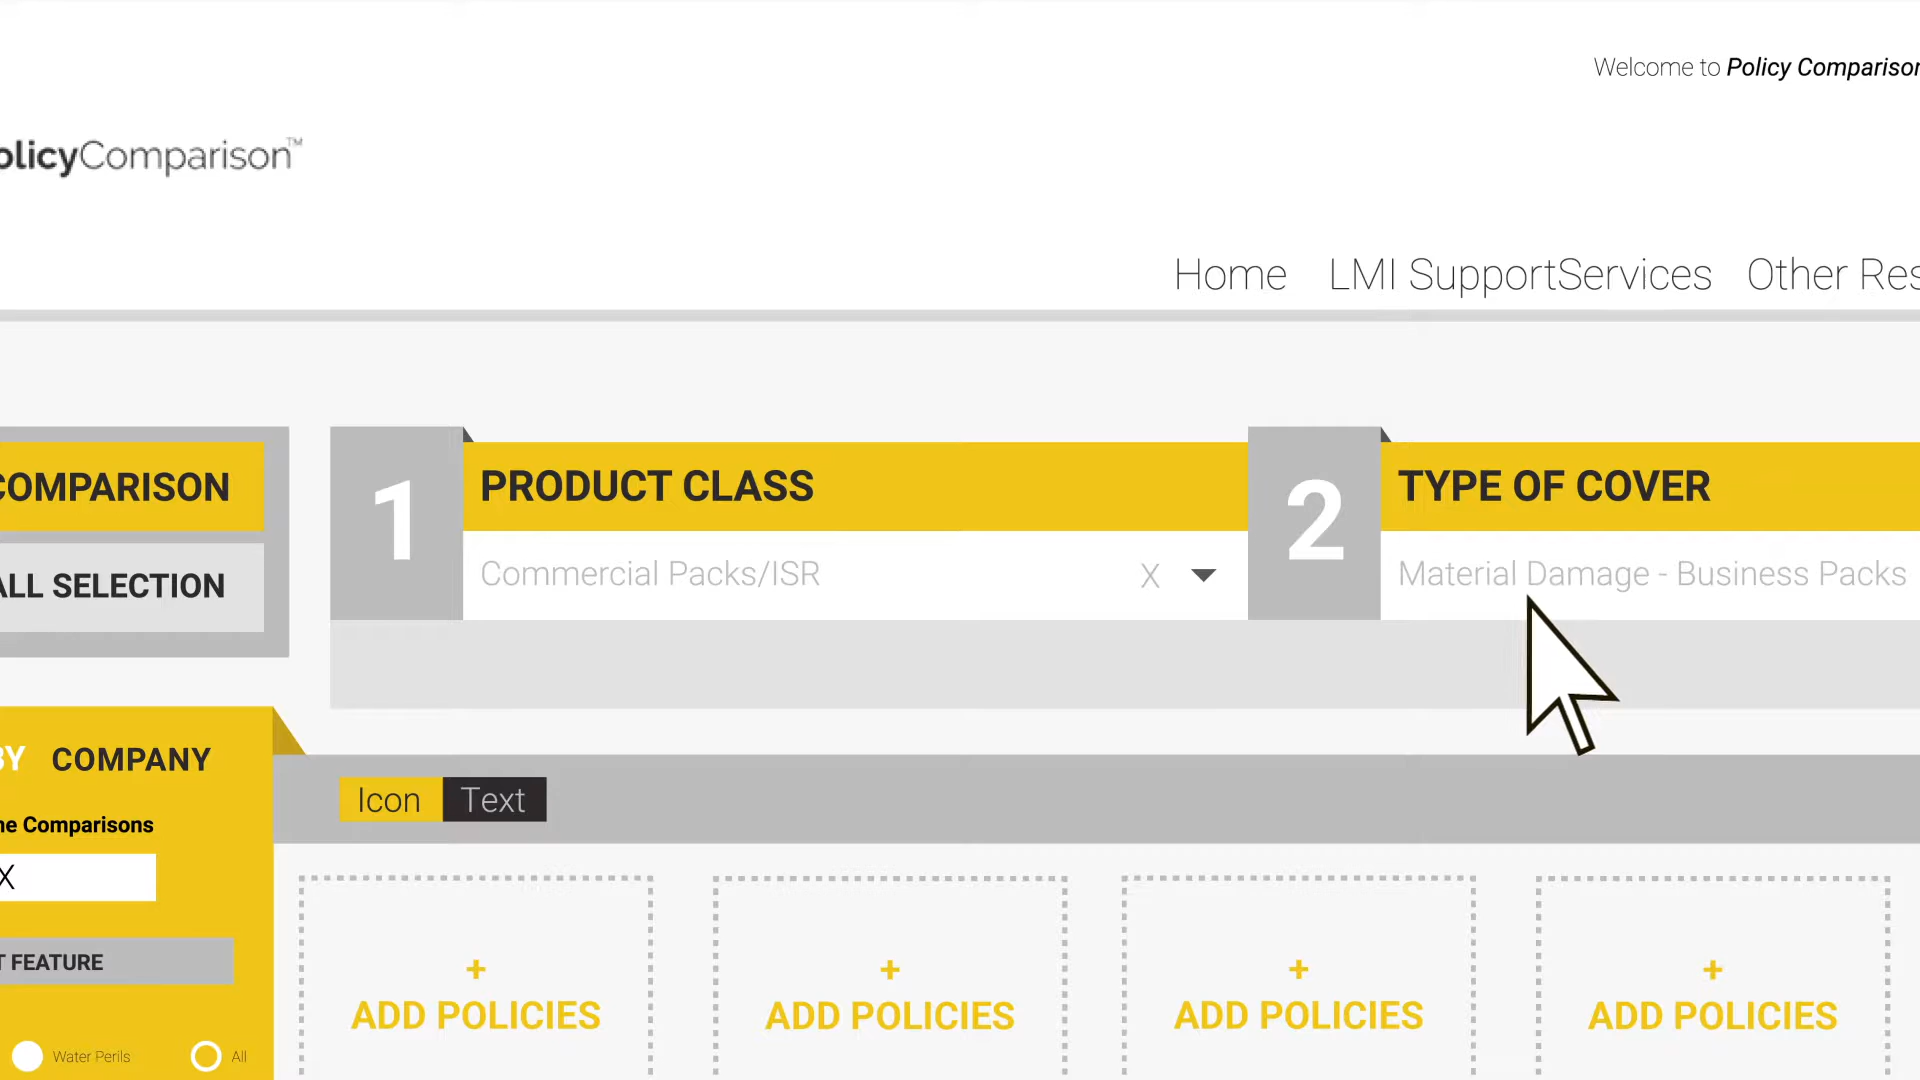 Welcome to Policy Comparison
olicyComparison™
Home LMI SupportServices Other Res
COMPARISON
ALL SELECTION
1 PRODUCT CLASS
Commercial Packs/ISR X
2 TYPE OF COVER
Material Damage - Business Packs
BY COMPANY
ne Comparisons
X
T FEATURE
Water Perils All
Icon Text
+ + + +
ADD POLICIES ADD POLICIES ADD POLICIES ADD POLICIES